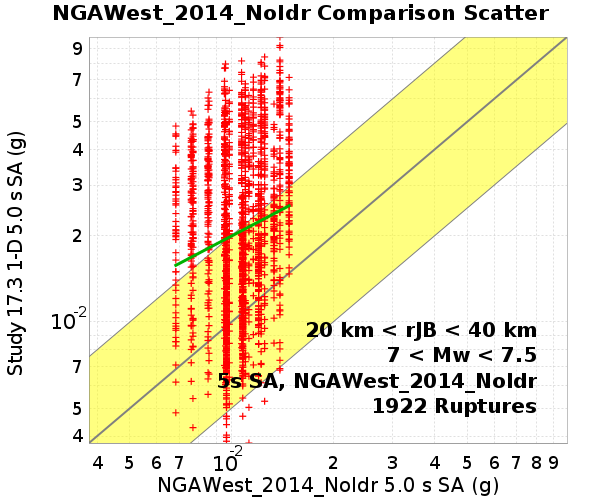 NGAWest_2014_NoIdr Comparison Scatter
9
7
5
4
3
2
10-2
7
5
4
Study 17.3 1-D 5.0 s SA (g)
20 km < rJB < 40 km
7 < Mw < 7.5
5s SA, NGAWest_2014_NoIdr
1922 Ruptures
4 5 6 7 10-2 2 3 4 5 6 7 8 9
NGAWest_2014_NoIdr 5.0 s SA (g)